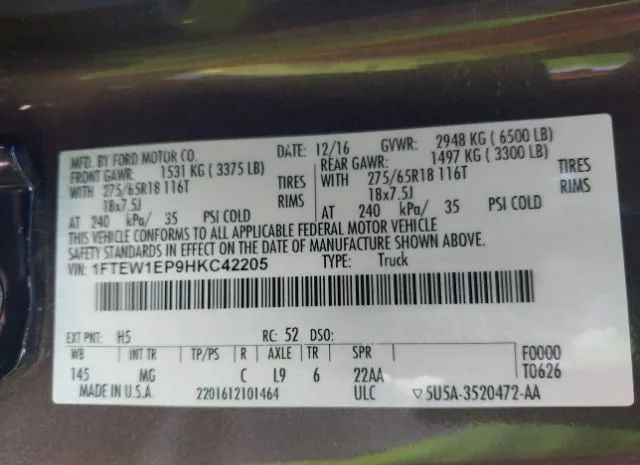 MFD. BY FORD MOTOR CO. DATE: 12/16 GVWR: 2948 KG ( 6500 LB)
FRONT GAWR: 1531 KG ( 3375 LB) REAR GAWR: 1497 KG ( 3300 LB)
WITH 275/65R18 116T TIRES WITH 275/65R18 116T TIRES
18x7.5J RIMS 18x7.5J RIMS
AT 240 kPa/ 35 PSI COLD AT 240 kPa/ 35 PSI COLD
THIS VEHICLE CONFORMS TO ALL APPLICABLE FEDERAL MOTOR VEHICLE
SAFETY STANDARDS IN EFFECT ON THE DATE OF MANUFACTURE SHOWN ABOVE.
VIN: 1FTEW1EP9HKC42205 TYPE: Truck
EXT PNT: H5 RC: 52 DSO:
WB INT TR TP/PS R AXLE TR SPR F0000
145 MG C L9 6 22AA T0626
MADE IN U.S.A. 2201612101464 ULC ▽5U5A-3520472-AA